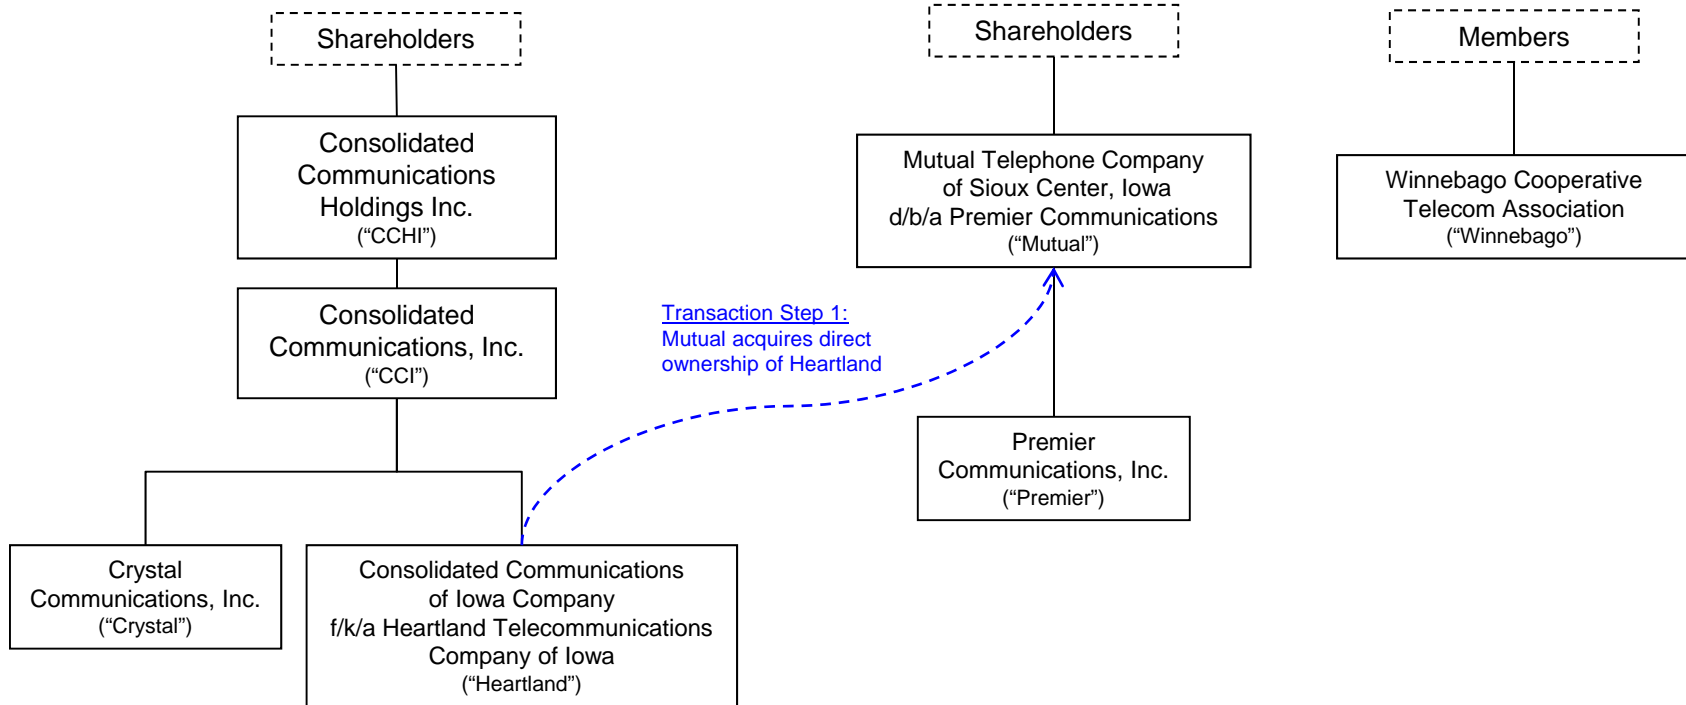 Shareholders
Shareholders
Members
Consolidated
Communications
Holdings Inc.
(“CCHI”)
Mutual Telephone Company
of Sioux Center, Iowa
d/b/a Premier Communications
(“Mutual”)
Winnebago Cooperative
Telecom Association
(“Winnebago”)
Consolidated
Communications, Inc.
(“CCI”)
Transaction Step 1:
Mutual acquires direct
ownership of Heartland
Premier
Communications, Inc.
(“Premier”)
Crystal
Communications, Inc.
(“Crystal”)
Consolidated Communications
of Iowa Company
f/k/a Heartland Telecommunications
Company of Iowa
(“Heartland”)